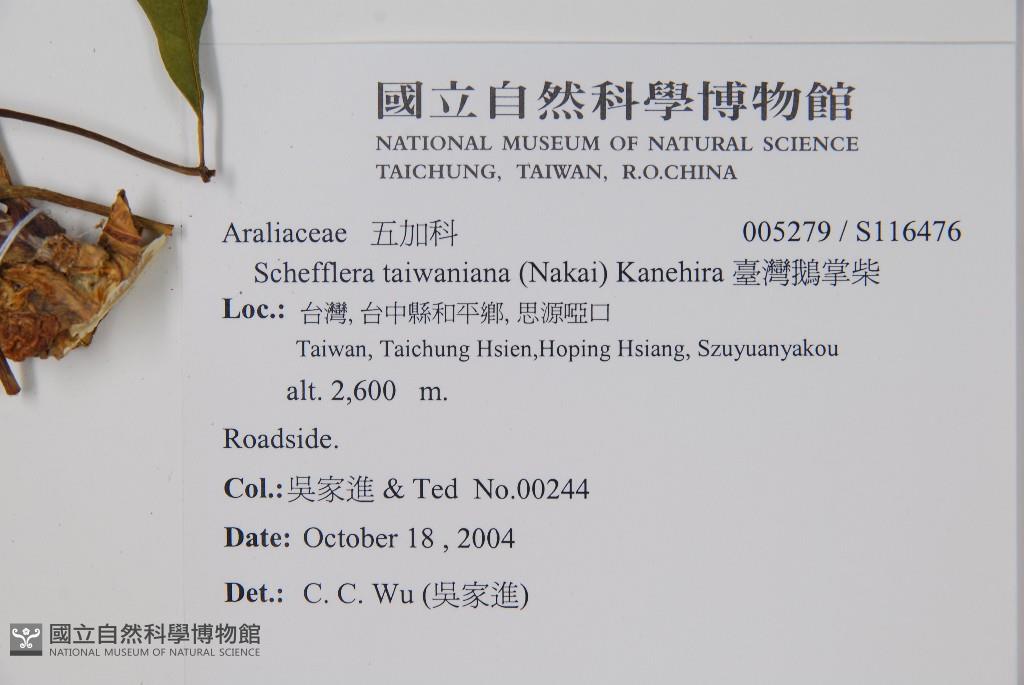 國立自然科學博物館
NATIONAL MUSEUM OF NATURAL SCIENCE
TAICHUNG, TAIWAN, R.O.CHINA
Araliaceae 五加科 005279 / S116476
Schefflera taiwaniana (Nakai) Kanehira 臺灣鵝掌柴
Loc.: 台灣, 台中縣和平鄉, 思源啞口
Taiwan, Taichung Hsien,Hoping Hsiang, Szuyuanyakou
alt. 2,600 m.
Roadside.
Col.:吳家進 & Ted No.00244
Date: October 18 , 2004
Det.: C. C. Wu (吳家進)
國立自然科學博物館
NATIONAL MUSEUM OF NATURAL SCIENCE